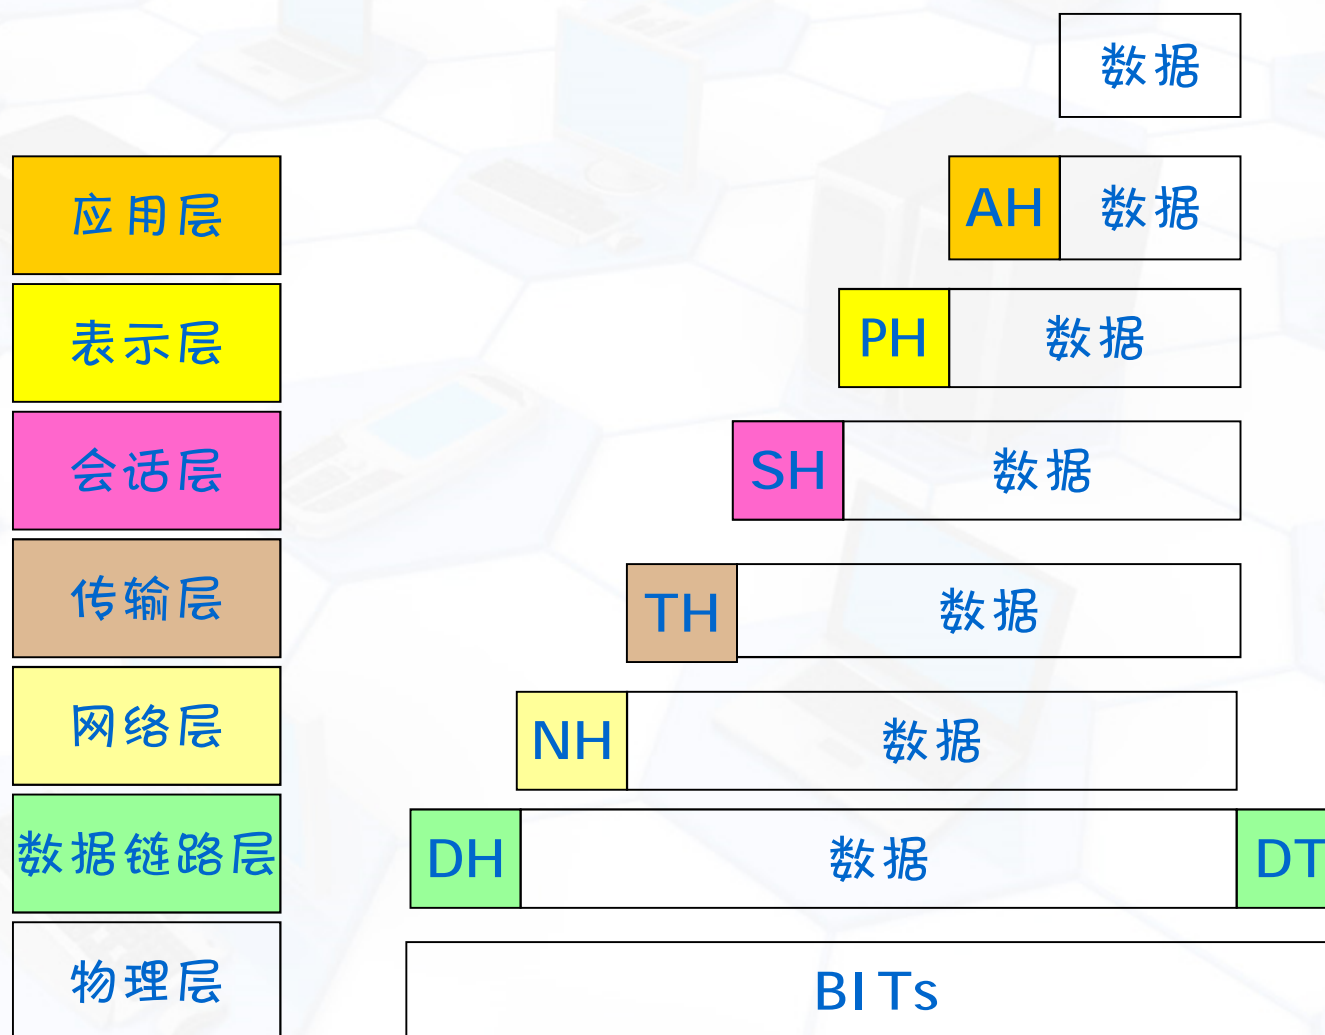 数据
应用层 AH 数据
表示层 PH 数据
会话层 SH 数据
传输层 TH 数据
网络层 NH 数据
数据链路层 DH 数据 DT
物理层 BITs